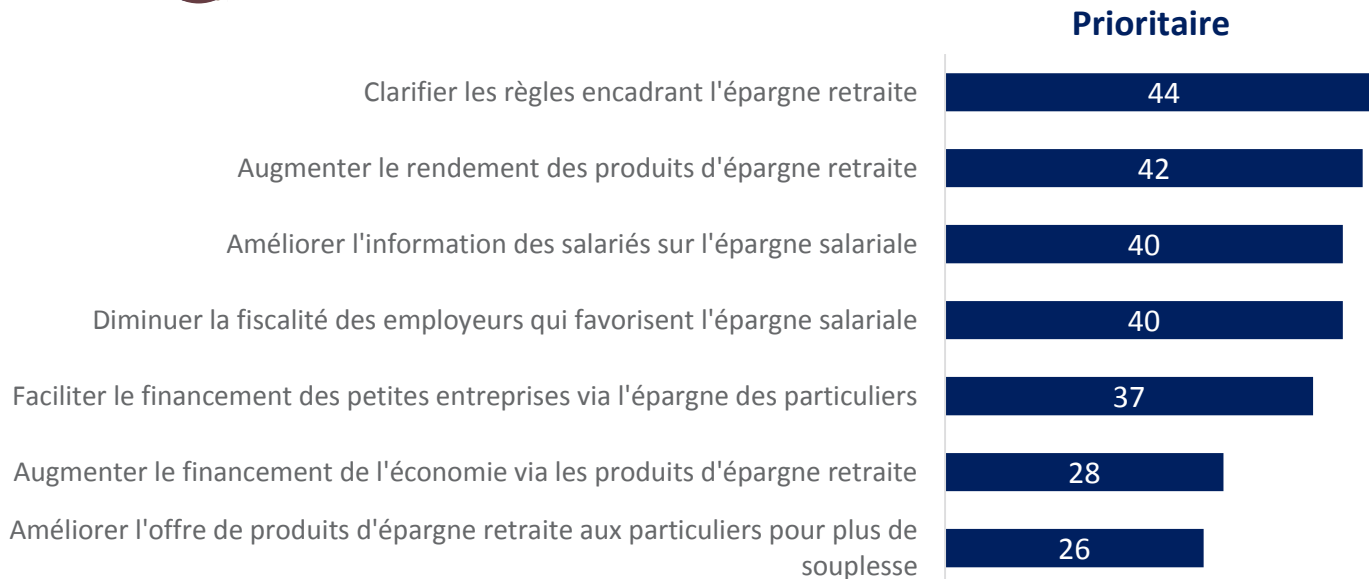 Prioritaire
Clarifier les règles encadrant l'épargne retraite
44
Augmenter le rendement des produits d'épargne retraite
42
Améliorer l'information des salariés sur l'épargne salariale
40
Diminuer la fiscalité des employeurs qui favorisent l'épargne salariale
40
Faciliter le financement des petites entreprises via l'épargne des particuliers
37
Augmenter le financement de l'économie via les produits d'épargne retraite
28
Améliorer l'offre de produits d'épargne retraite aux particuliers pour plus de
souplesse
26